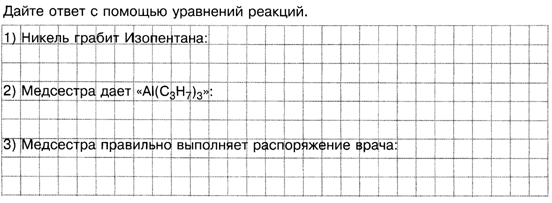 Дайте ответ с помощью уравнений реакций.
1) Никель грабит Изопентана:
2) Медсестра дает «Al(C₃H₇)₃»:
3) Медсестра правильно выполняет распоряжение врача: